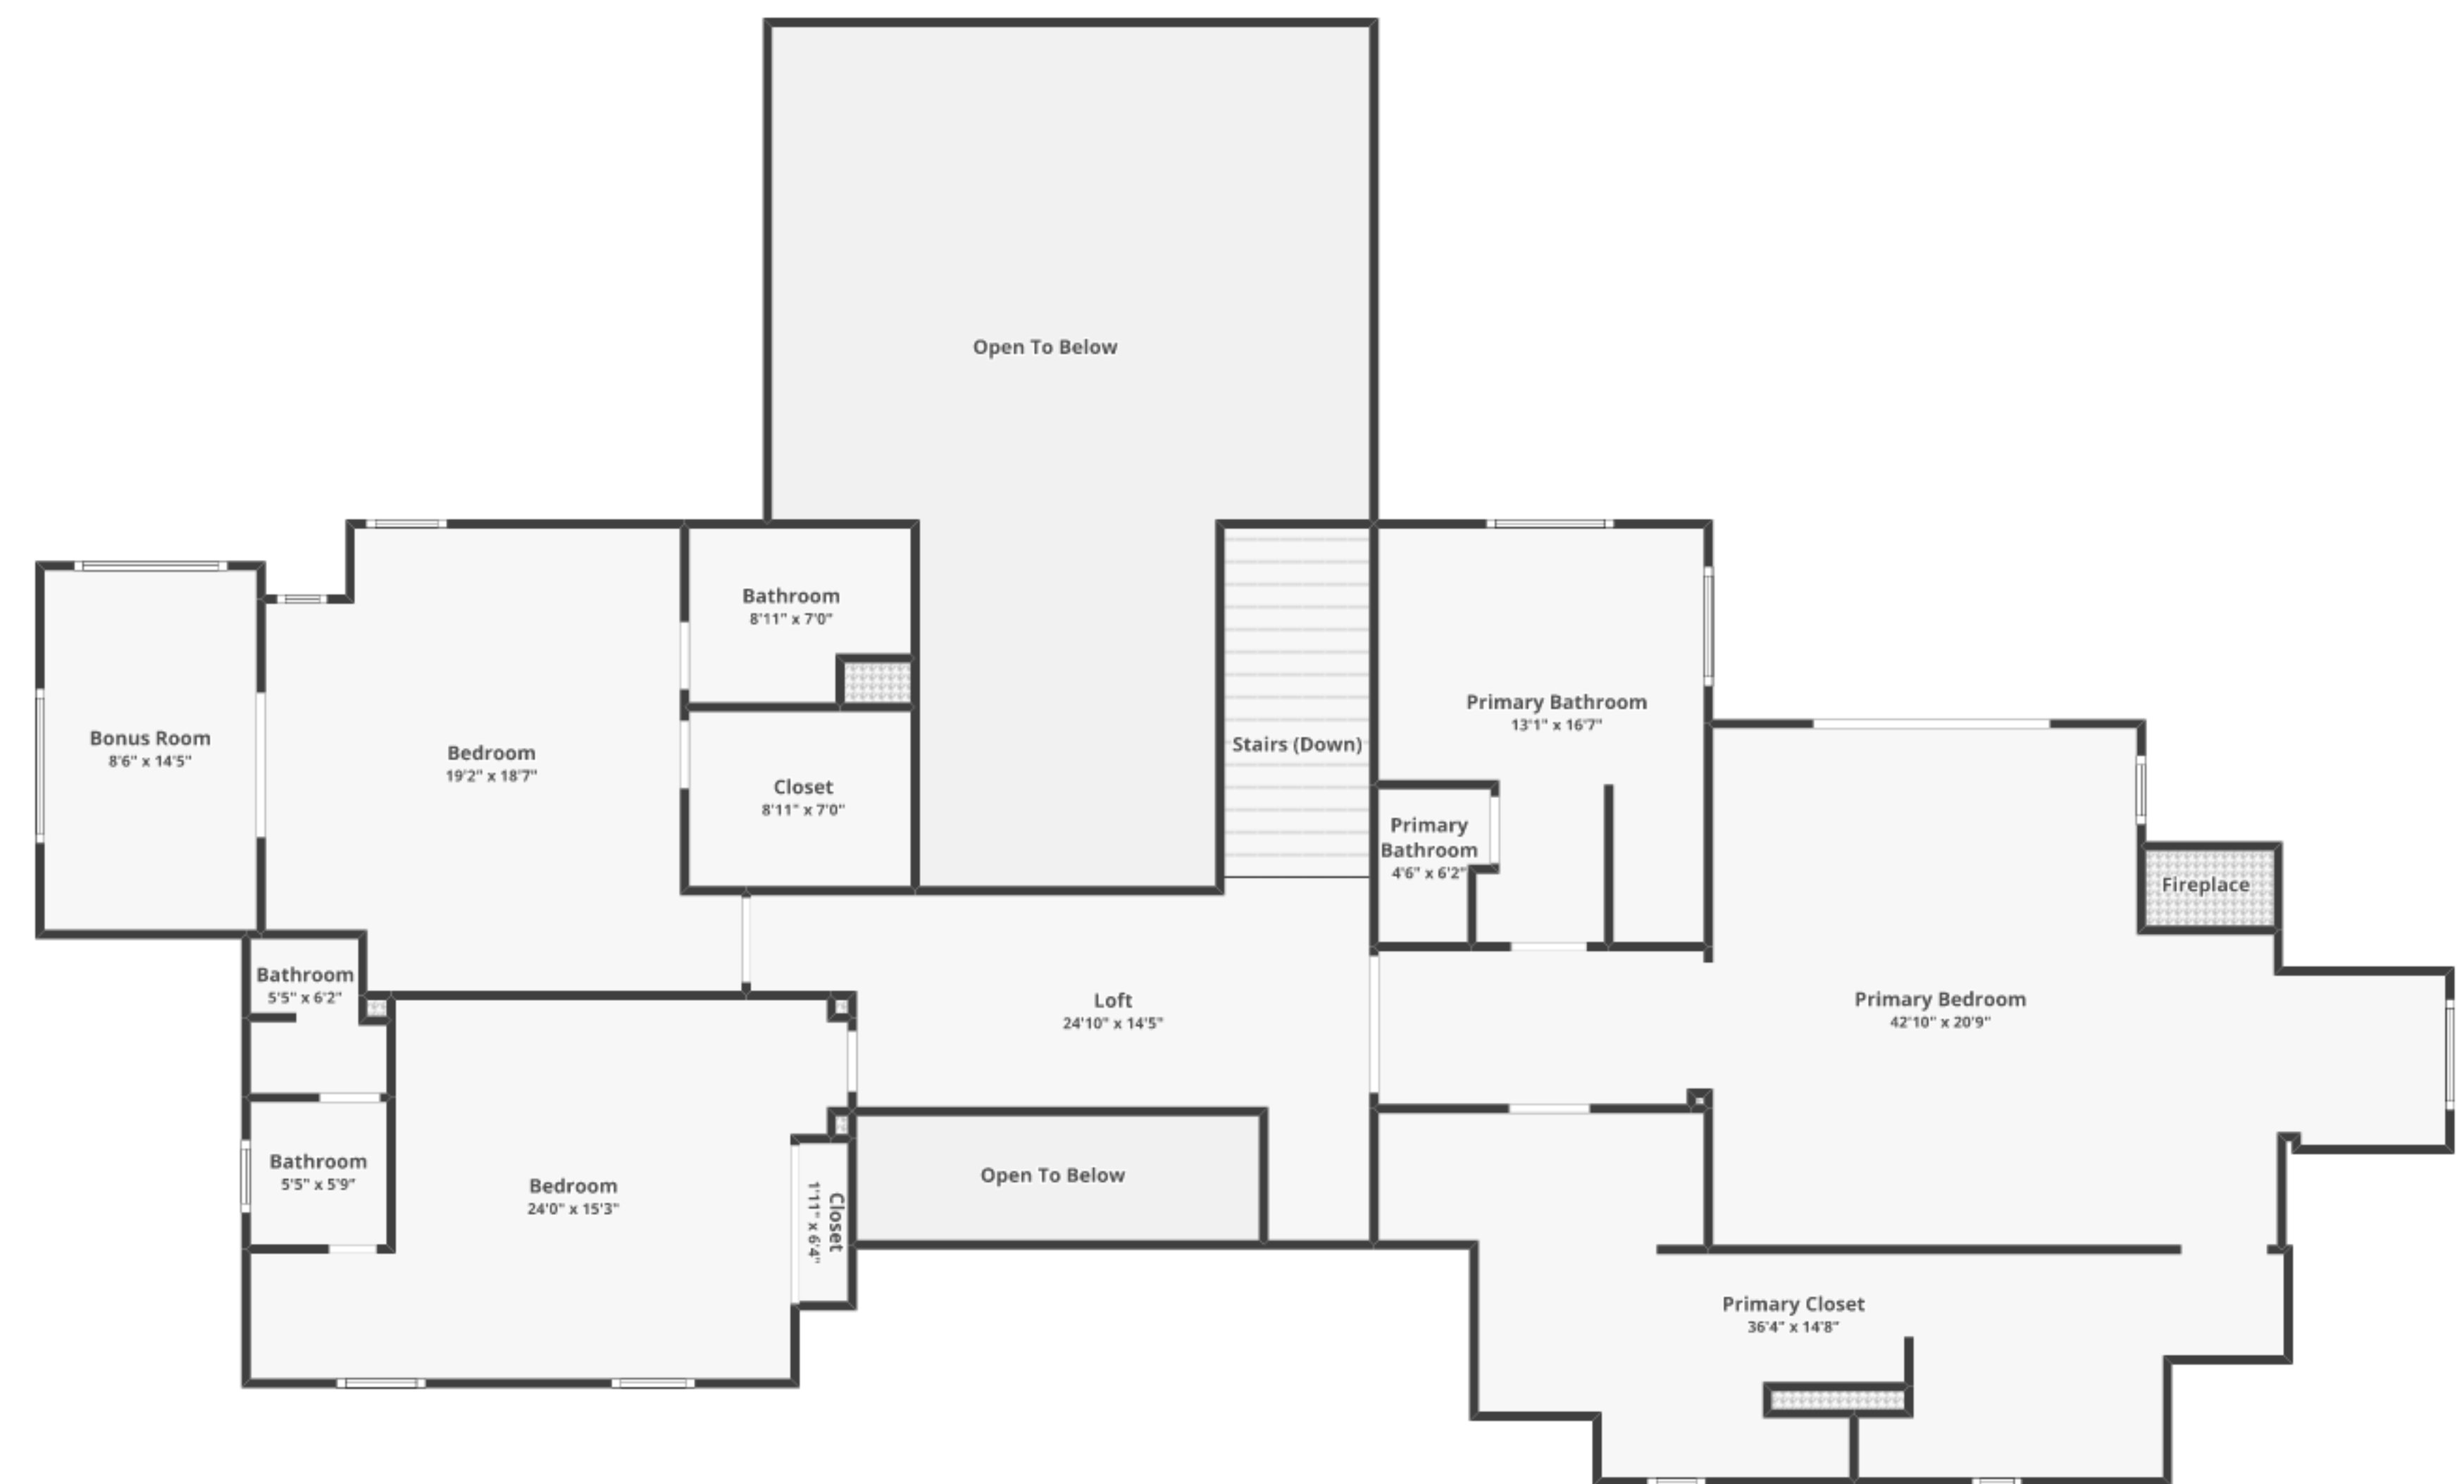 Open To Below
Bathroom
8'11" x 7'0"
Primary Bathroom
13'1" x 16'7"
Bonus Room
8'6" x 14'5"
Bedroom
19'2" x 18'7"
Stairs (Down)
Closet
8'11" x 7'0"
Primary
Bathroom
4'6" x 6'2"
Fireplace
Bathroom
5'5" x 6'2"
Loft
24'10" x 14'5"
Primary Bedroom
42'10" x 20'9"
Bathroom
5'5" x 5'9"
Bedroom
24'0" x 15'3"
Closet
1'11" x 6'4"
Open To Below
Primary Closet
36'4" x 14'8"